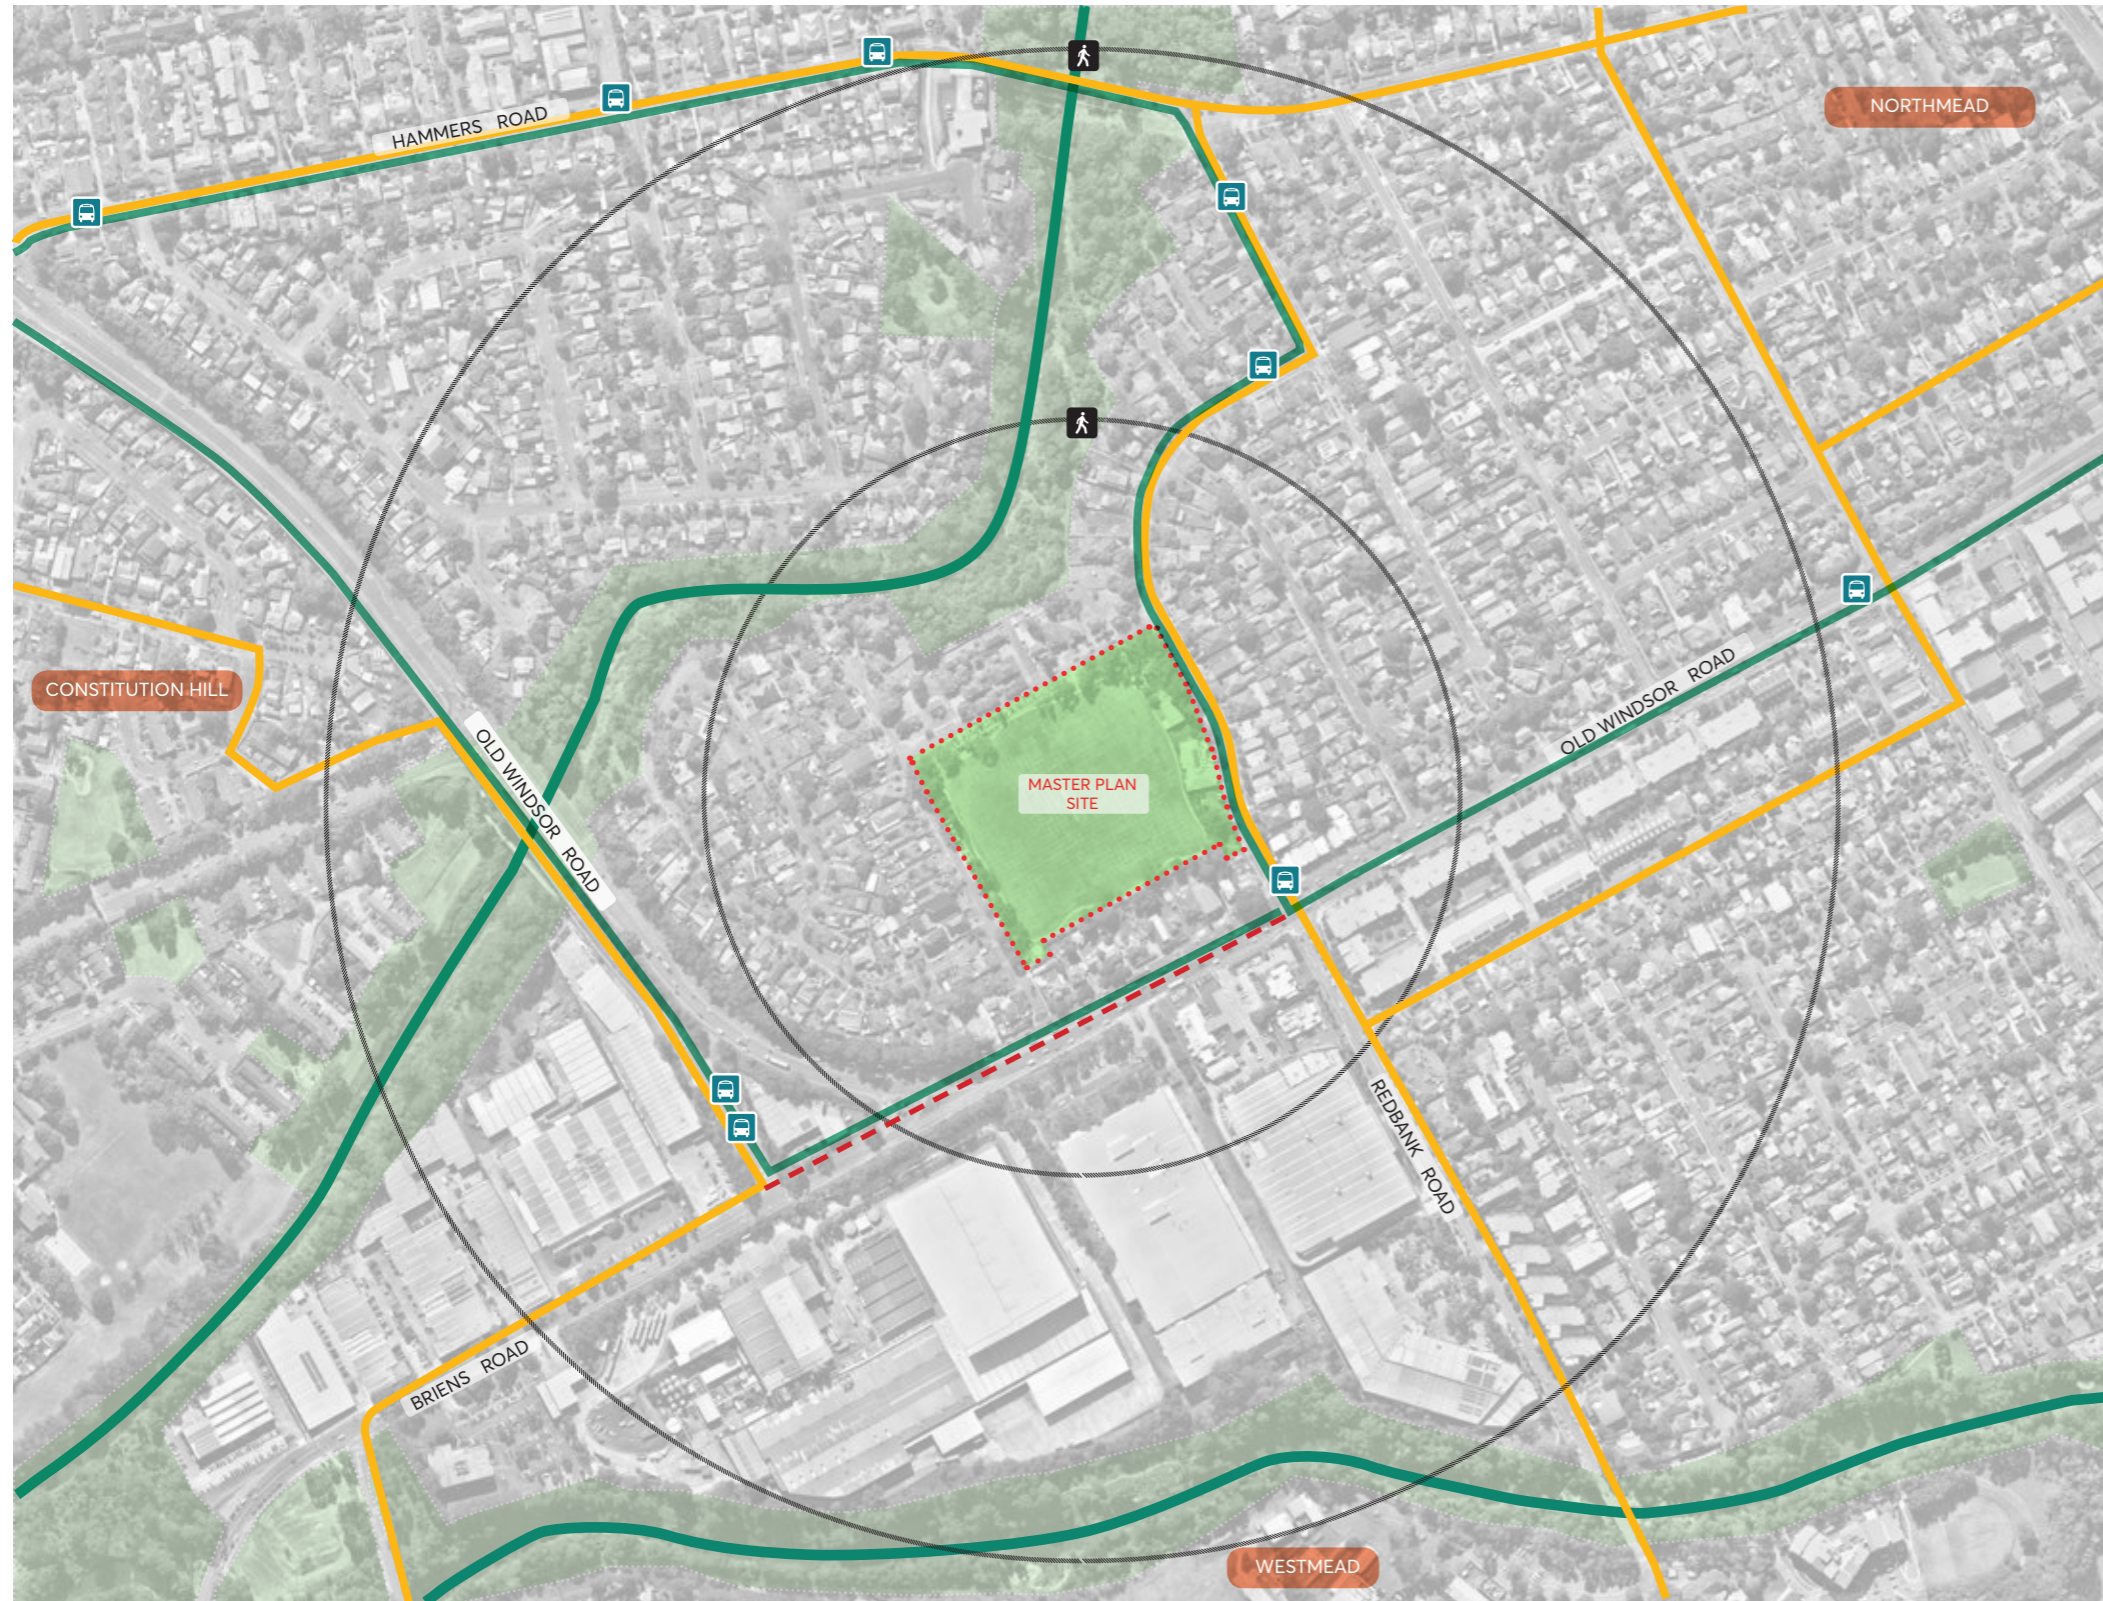 HAMMERS ROAD
NORTHMEAD
CONSTITUTION HILL
OLD WINDSOR ROAD
OLD WINDSOR ROAD
MASTER PLAN
SITE
REDBANK ROAD
BRIENS ROAD
WESTMEAD